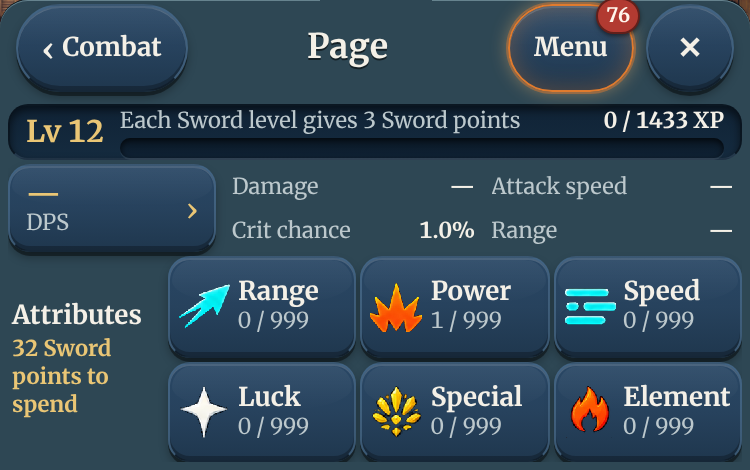 ‹ Combat
Page
Menu
76
×
Lv 12
Each Sword level gives 3 Sword points
0 / 1433 XP
—
DPS
›
Damage —
Attack speed —
Crit chance 1.0%
Range —
Attributes
32 Sword
points to
spend
Range
0 / 999
Power
1 / 999
Speed
0 / 999
Luck
0 / 999
Special
0 / 999
Element
0 / 999